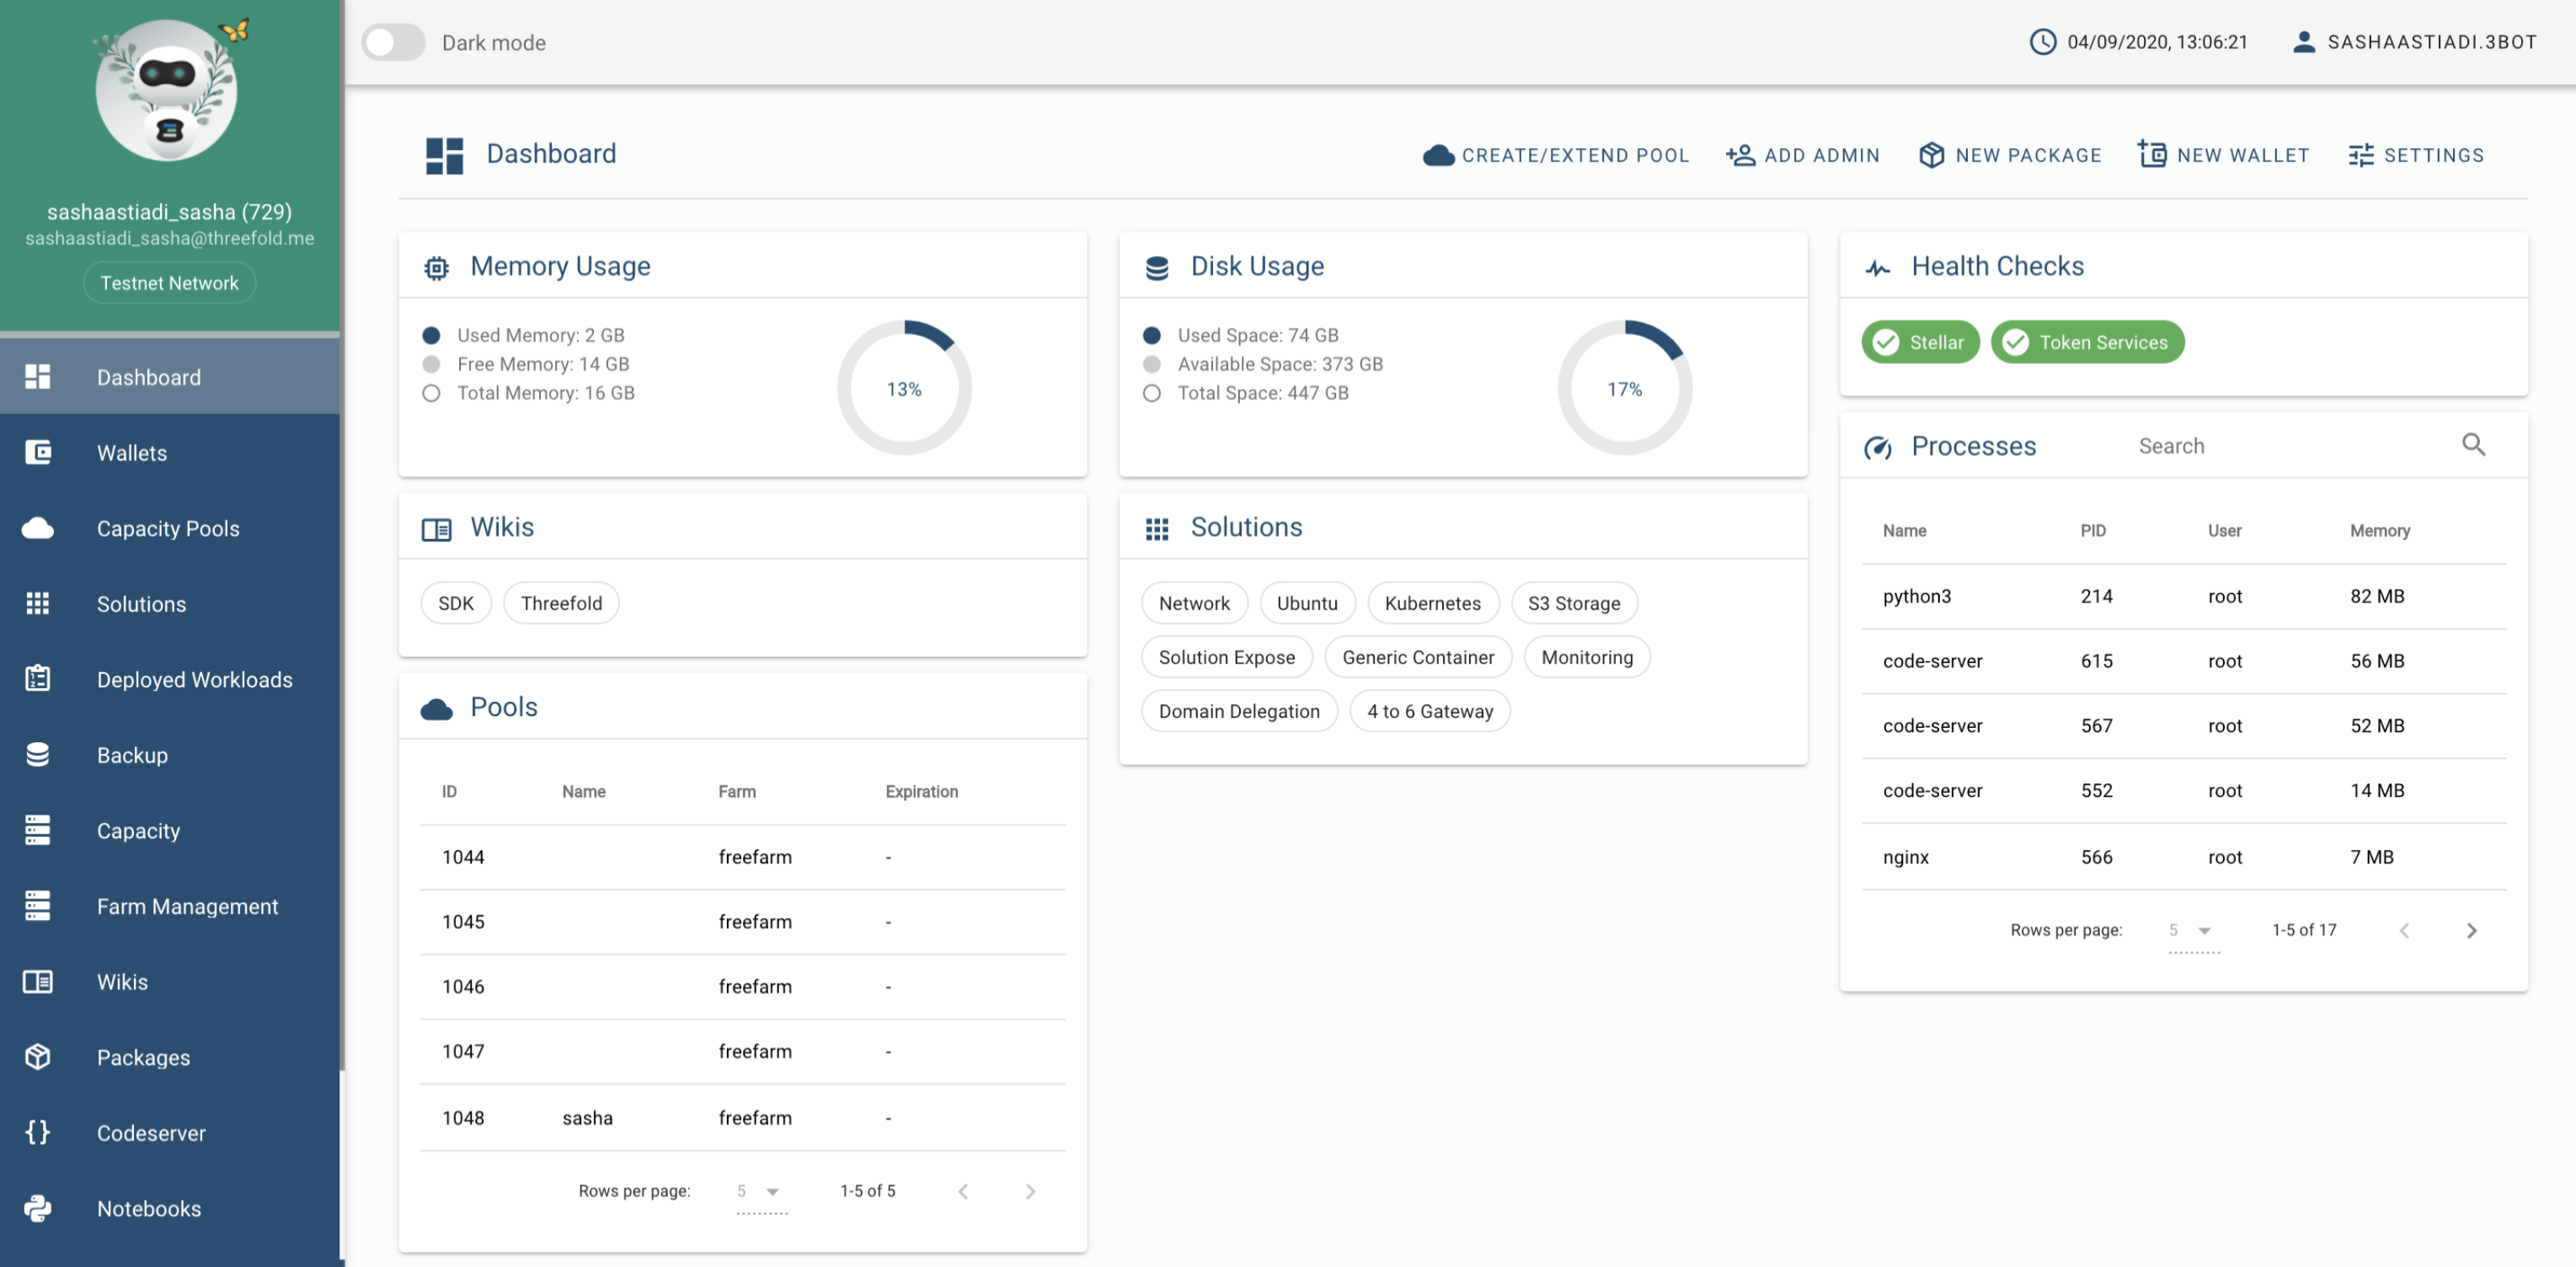 Dark mode
04/09/2020, 13:06:21
SASHAASTIADI.3BOT
sashaastiadi_sasha (729)
sashaastiadi_sasha@threefold.me
Testnet Network
Dashboard
Wallets
Capacity Pools
Solutions
Deployed Workloads
Backup
Capacity
Farm Management
Wikis
Packages
Codeserver
Notebooks
Dashboard
CREATE/EXTEND POOL
ADD ADMIN
NEW PACKAGE
NEW WALLET
SETTINGS
Memory Usage
Used Memory: 2 GB
Free Memory: 14 GB
Total Memory: 16 GB
13%
Wikis
SDK Threefold
Pools
ID Name Farm Expiration
1044 freefarm -
1045 freefarm -
1046 freefarm -
1047 freefarm -
1048 sasha freefarm -
Rows per page: 5 1-5 of 5
Disk Usage
Used Space: 74 GB
Available Space: 373 GB
Total Space: 447 GB
17%
Solutions
Network Ubuntu Kubernetes S3 Storage
Solution Expose Generic Container Monitoring
Domain Delegation 4 to 6 Gateway
Health Checks
Stellar Token Services
Processes Search
Name PID User Memory
python3 214 root 82 MB
code-server 615 root 56 MB
code-server 567 root 52 MB
code-server 552 root 14 MB
nginx 566 root 7 MB
Rows per page: 5 1-5 of 17